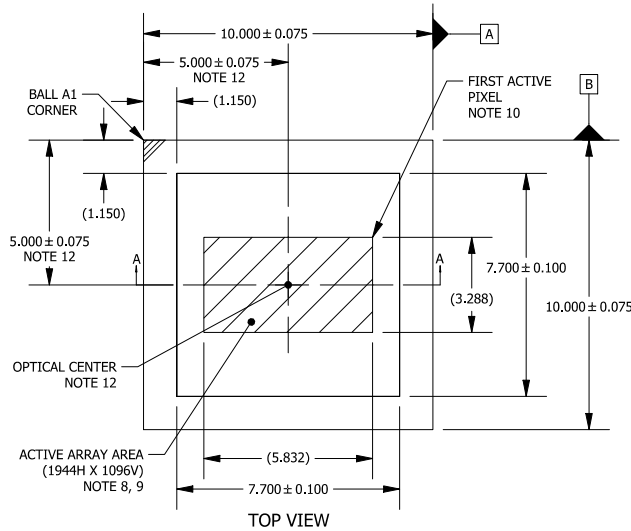 10.000 ± 0.075
A
5.000 ± 0.075
NOTE 12
BALL A1
CORNER
(1.150)
FIRST ACTIVE
PIXEL
NOTE 10
B
(1.150)
5.000 ± 0.075
NOTE 12
A
A
7.700 ± 0.100
(3.288)
10.000 ± 0.075
OPTICAL CENTER
NOTE 12
ACTIVE ARRAY AREA
(1944H X 1096V)
NOTE 8, 9
(5.832)
7.700 ± 0.100
TOP VIEW